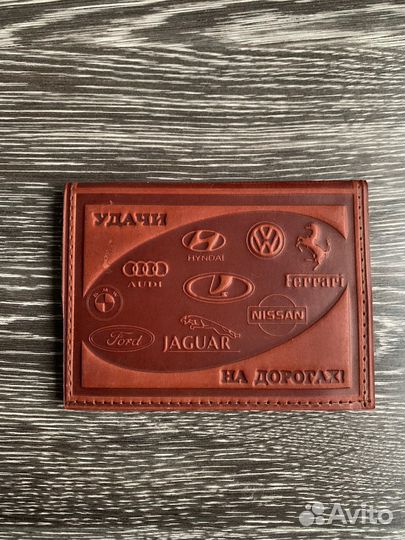 УДАЧИ
HYNDAI
Ferrari
AUDI
NISSAN
Ford
JAGUAR
НА ДОРОГАХ!
Avito